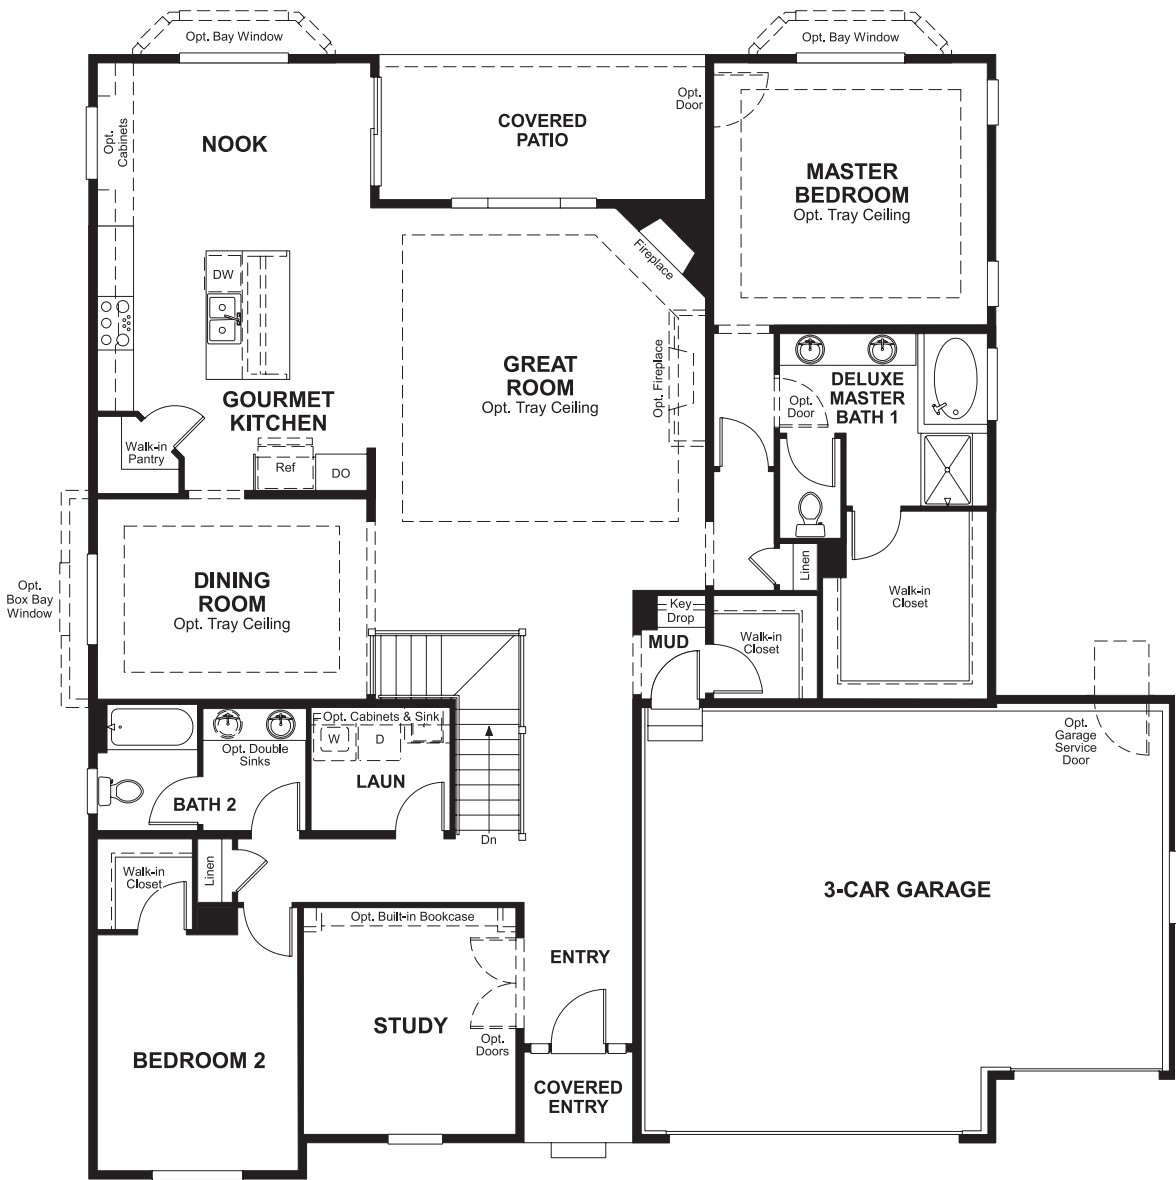 Opt. Bay Window
Opt. Bay Window
Opt.
Cabinets
NOOK
COVERED
PATIO
Opt.
Door
MASTER
BEDROOM
Opt. Tray Ceiling
DW
Fireplace
GREAT
ROOM
Opt. Tray Ceiling
Opt. Fireplace
GOURMET
KITCHEN
DELUXE
MASTER
BATH 1
Opt.
Door
Walk-in
Pantry
Ref
DO
DINING
ROOM
Opt. Tray Ceiling
Opt.
Box Bay
Window
Linen
Walk-in
Closet
Key
Drop
MUD
Walk-in
Closet
Opt. Cabinets & Sink
W
D
LAUN
Opt. Double
Sinks
BATH 2
Opt.
Garage
Service
Door
Dn
Walk-in
Closet
Linen
3-CAR GARAGE
Opt. Built-in Bookcase
ENTRY
STUDY
Opt.
Doors
BEDROOM 2
COVERED
ENTRY